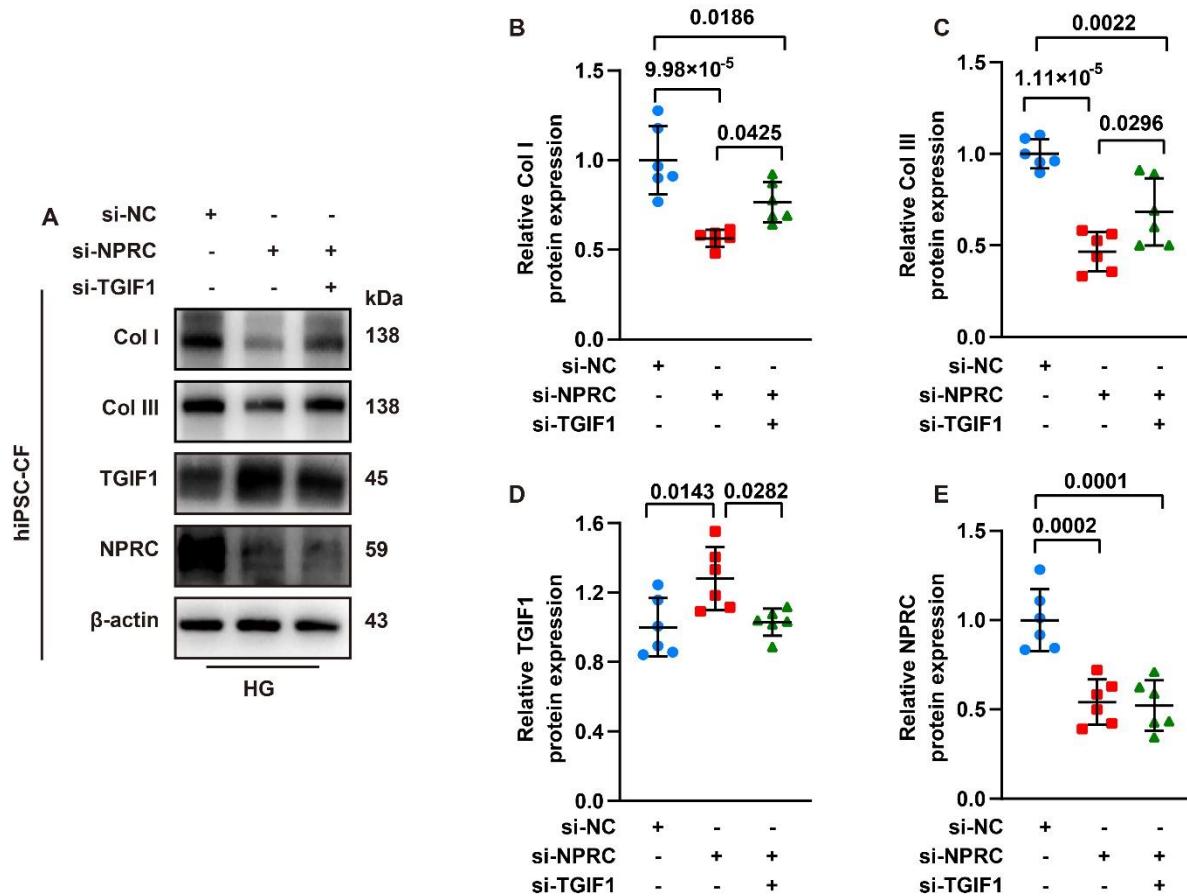 A
si-NC + - -
si-NPRC - + +
si-TGIF1 - - +
kDa
hiPSC-CF
Col I 138
Col III 138
TGIF1 45
NPRC 59
β-actin 43
HG
B
0.0186
9.98×10⁻⁵
0.0425
Relative Col I
protein expression
1.5
1.0
0.5
0.0
si-NC + - -
si-NPRC - + +
si-TGIF1 - - +
C
0.0022
1.11×10⁻⁵
0.0296
Relative Col III
protein expression
1.5
1.0
0.5
0.0
si-NC + - -
si-NPRC - + +
si-TGIF1 - - +
D
0.0143 0.0282
Relative TGIF1
protein expression
1.6
1.2
0.8
0.4
0.0
si-NC + - -
si-NPRC - + +
si-TGIF1 - - +
E
0.0001
0.0002
Relative NPRC
protein expression
1.5
1.0
0.5
0.0
si-NC + - -
si-NPRC - + +
si-TGIF1 - - +